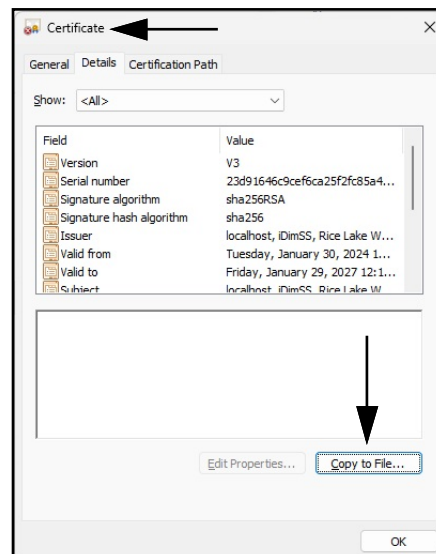 Certificate
General Details Certification Path
Show: <All>
Field Value
Version V3
Serial number 23d91646c9cef6ca25f2fc85a4...
Signature algorithm sha256RSA
Signature hash algorithm sha256
Issuer localhost, iDimSS, Rice Lake W...
Valid from Tuesday, January 30, 2024 1...
Valid to Friday, January 29, 2027 12:1...
Subject localhost, iDimSS, Rice Lake W
Edit Properties... Copy to File...
OK